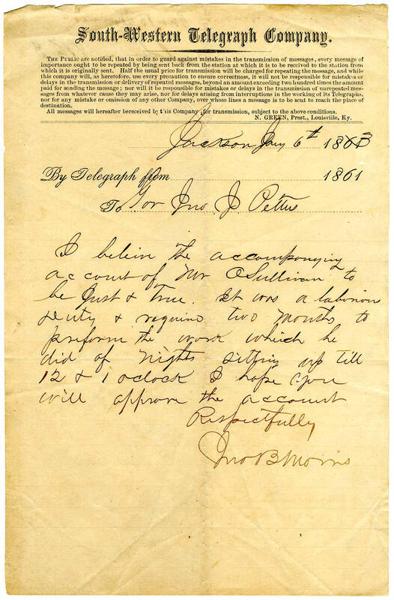 South-Western Telegraph Company.
THE PUBLIC are notified, that in order to guard against mistakes in the transmission of messages, every message of
importance ought to be repeated by being sent back from the station at which it is to be received to the station from
which it is originally sent. Half the usual price for transmission will be charged for repeating the message, and while
this company will, as heretofore, use every precaution to ensure correctness, it will not be responsible for mistakes or
delays in the transmission or delivery of repeated messages, beyond an amount exceeding two hundred times the amount
paid for sending the message; nor will it be responsible for mistakes or delays in the transmission of unrepeated mes-
sages from whatever cause they may arise, nor for delays arising from interruptions in the working of its Telegraphs,
nor for any mistake or omission of any other Company, over whose lines a message is to be sent to reach the place of
destination.
All messages will hereafter be received by this Company for transmission, subject to the above conditions.
N. GREEN, Prest., Louisville, Ky.
Jackson Jany 6th 1863
By Telegraph from 1861
To Gov Jno J Pettus
I believe the accompanying
account of Mr OSullivan to
be Just & True. It was a laborious
duty & require two months to
preform the work which he
did of nights sitting up till
12 & 1 oclock I hope you
will approve the account
Respectfully
Jno B Morris